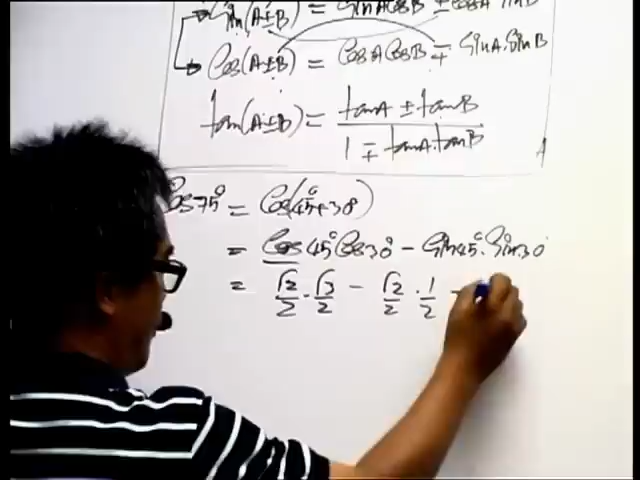 Sin(A±B) = SinA CosB ± CosA SinB
Cos(A±B) = CosA CosB ∓ SinA.SinB
tan(A±B) = tanA ± tanB / 1 ∓ tanA.tanB
Cos75° = Cos(45°+30°)
= Cos45°Cos30° - Sin45°.Sin30°
= √2/2 . √3/2 - √2/2 . 1/2